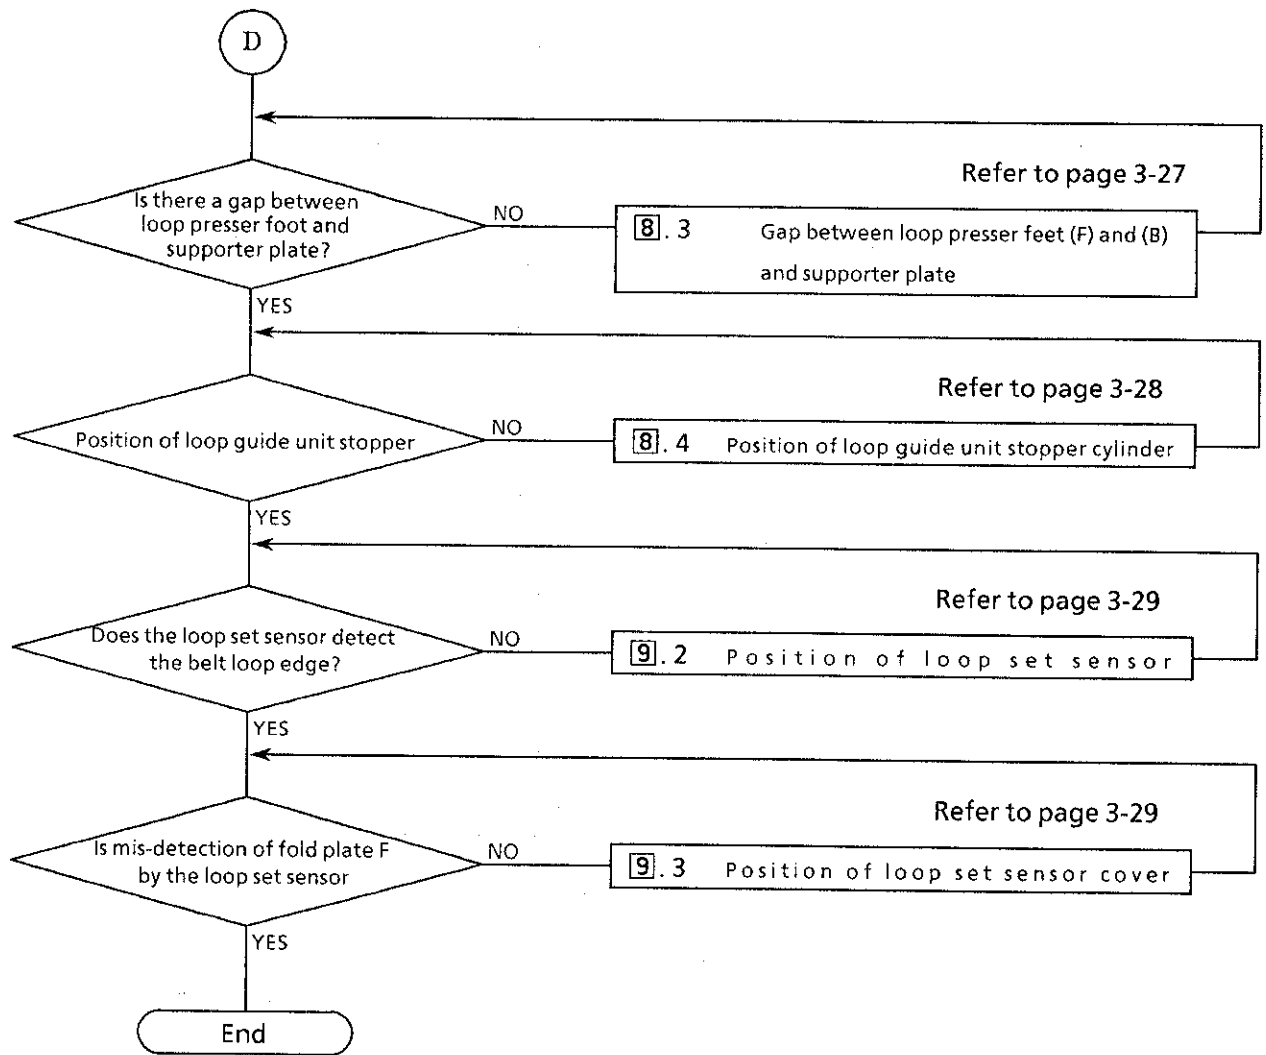 D
Refer to page 3-27
Is there a gap between
loop presser foot and
supporter plate?
NO
8.3 Gap between loop presser feet (F) and (B)
and supporter plate
YES
Refer to page 3-28
Position of loop guide unit stopper
NO
8.4 Position of loop guide unit stopper cylinder
YES
Refer to page 3-29
Does the loop set sensor detect
the belt loop edge?
NO
9.2 Position of loop set sensor
YES
Refer to page 3-29
Is mis-detection of fold plate F
by the loop set sensor
NO
9.3 Position of loop set sensor cover
YES
End